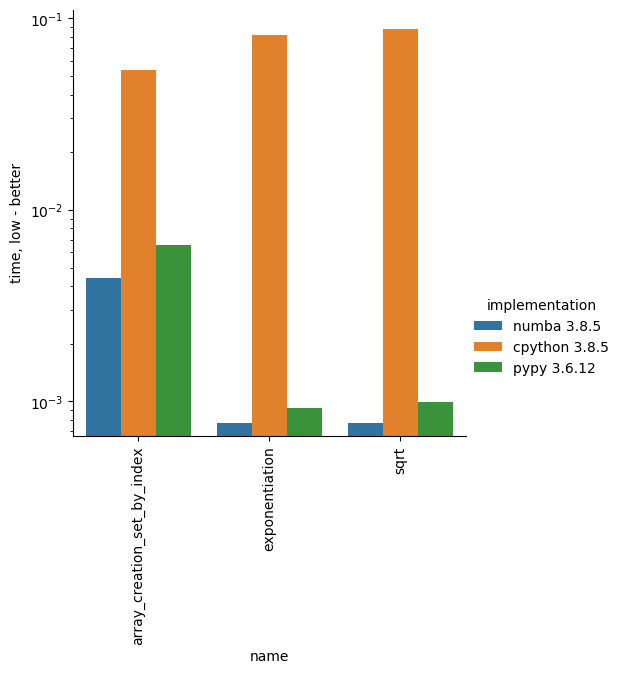 time, low - better
10⁻¹
10⁻²
10⁻³
array_creation_set_by_index
exponentiation
sqrt
name
implementation
numba 3.8.5
cpython 3.8.5
pypy 3.6.12